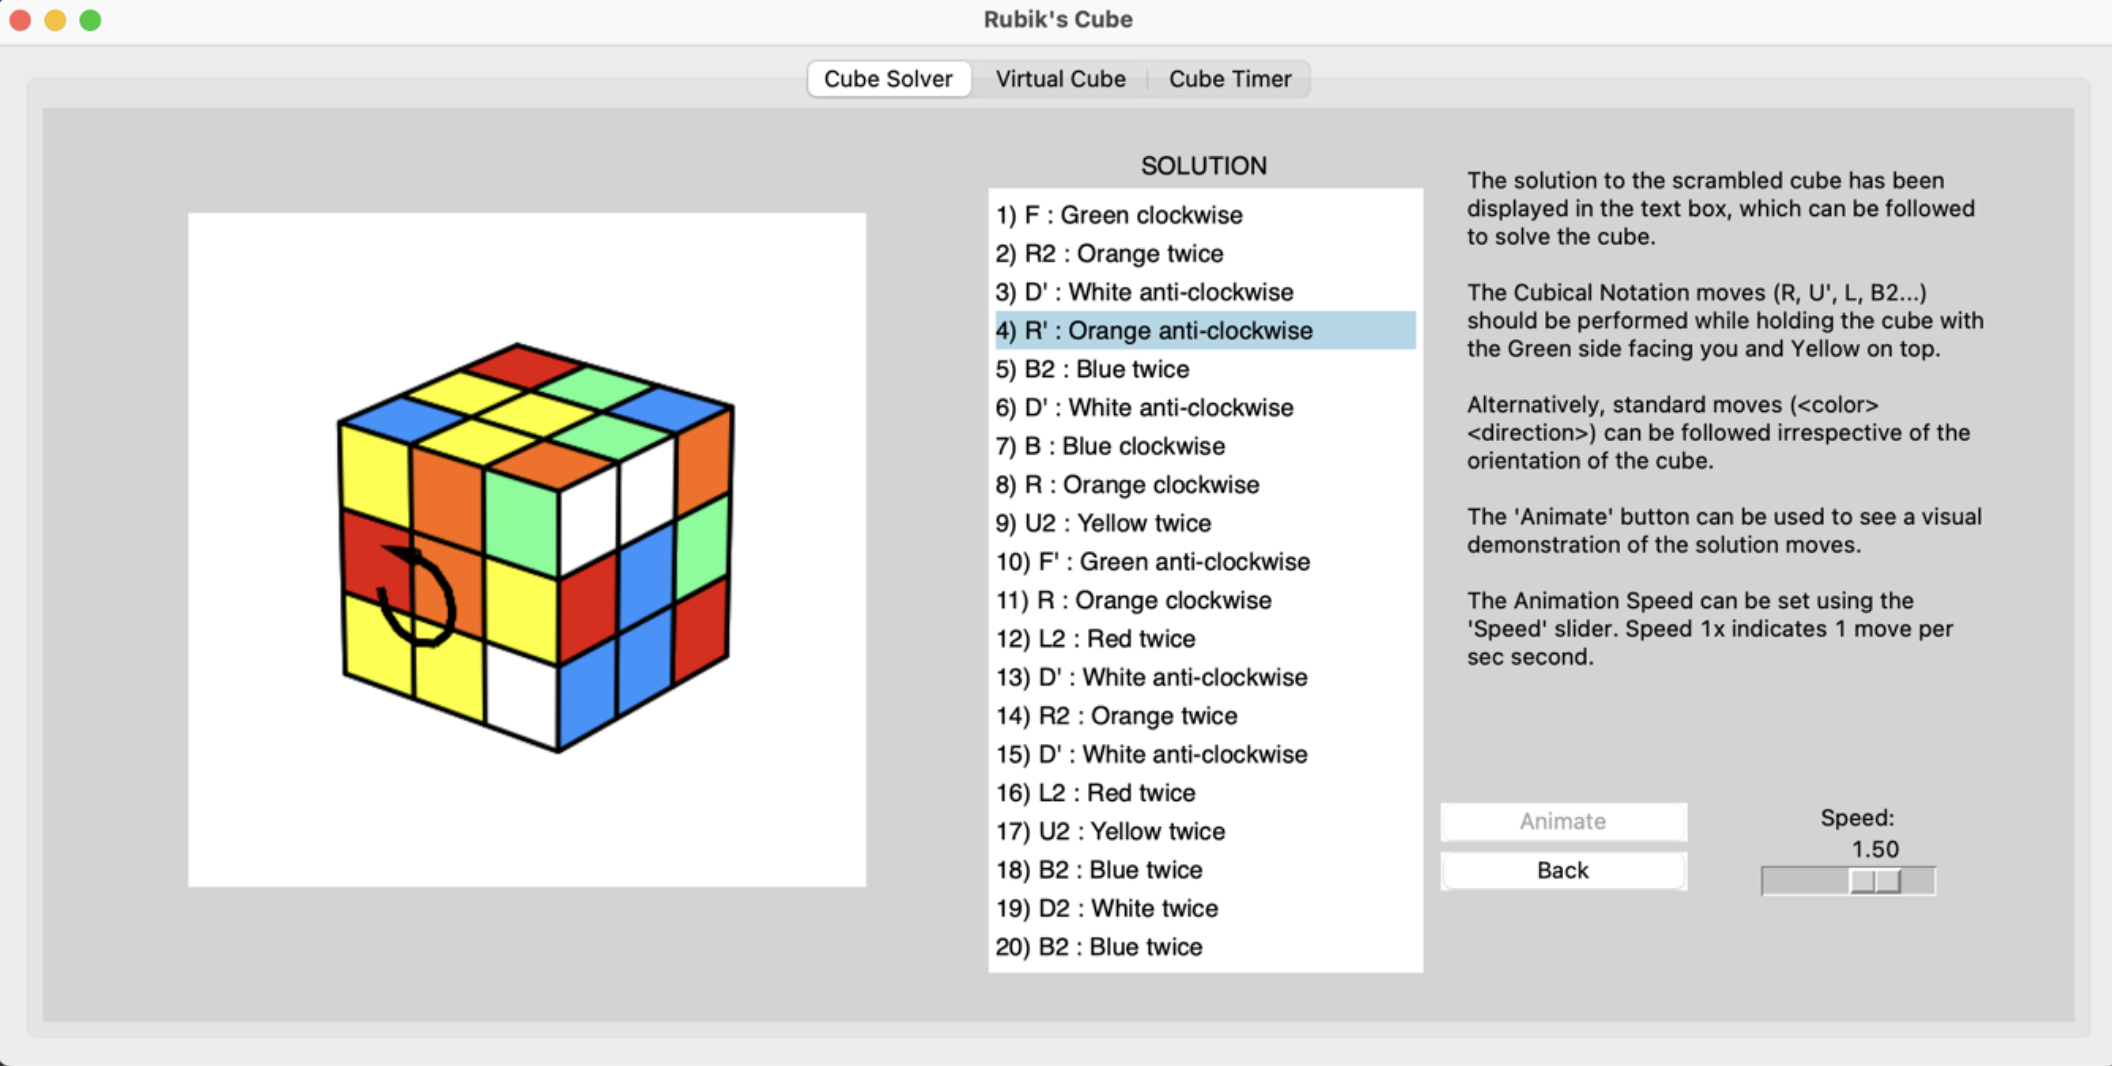 Rubik's Cube
Cube Solver
Virtual Cube
Cube Timer
SOLUTION
1) F : Green clockwise
2) R2 : Orange twice
3) D' : White anti-clockwise
4) R' : Orange anti-clockwise
5) B2 : Blue twice
6) D' : White anti-clockwise
7) B : Blue clockwise
8) R : Orange clockwise
9) U2 : Yellow twice
10) F' : Green anti-clockwise
11) R : Orange clockwise
12) L2 : Red twice
13) D' : White anti-clockwise
14) R2 : Orange twice
15) D' : White anti-clockwise
16) L2 : Red twice
17) U2 : Yellow twice
18) B2 : Blue twice
19) D2 : White twice
20) B2 : Blue twice
The solution to the scrambled cube has been
displayed in the text box, which can be followed
to solve the cube.
The Cubical Notation moves (R, U', L, B2...)
should be performed while holding the cube with
the Green side facing you and Yellow on top.
Alternatively, standard moves (<color>
<direction>) can be followed irrespective of the
orientation of the cube.
The 'Animate' button can be used to see a visual
demonstration of the solution moves.
The Animation Speed can be set using the
'Speed' slider. Speed 1x indicates 1 move per
sec second.
Animate
Back
Speed:
1.50